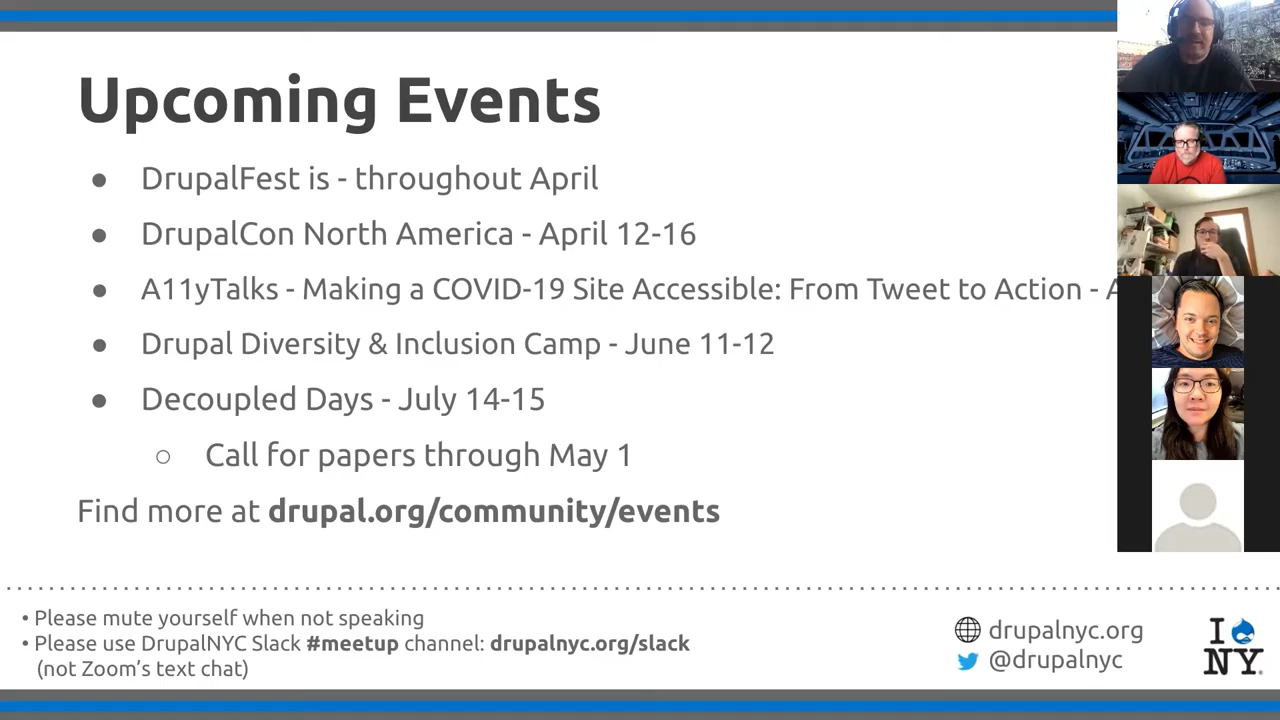 Upcoming Events
● DrupalFest is - throughout April
● DrupalCon North America - April 12-16
● A11yTalks - Making a COVID-19 Site Accessible: From Tweet to Action -
● Drupal Diversity & Inclusion Camp - June 11-12
● Decoupled Days - July 14-15
○ Call for papers through May 1
Find more at drupal.org/community/events
• Please mute yourself when not speaking
• Please use DrupalNYC Slack #meetup channel: drupalnyc.org/slack
(not Zoom's text chat)
drupalnyc.org
@drupalnyc
I
NY.